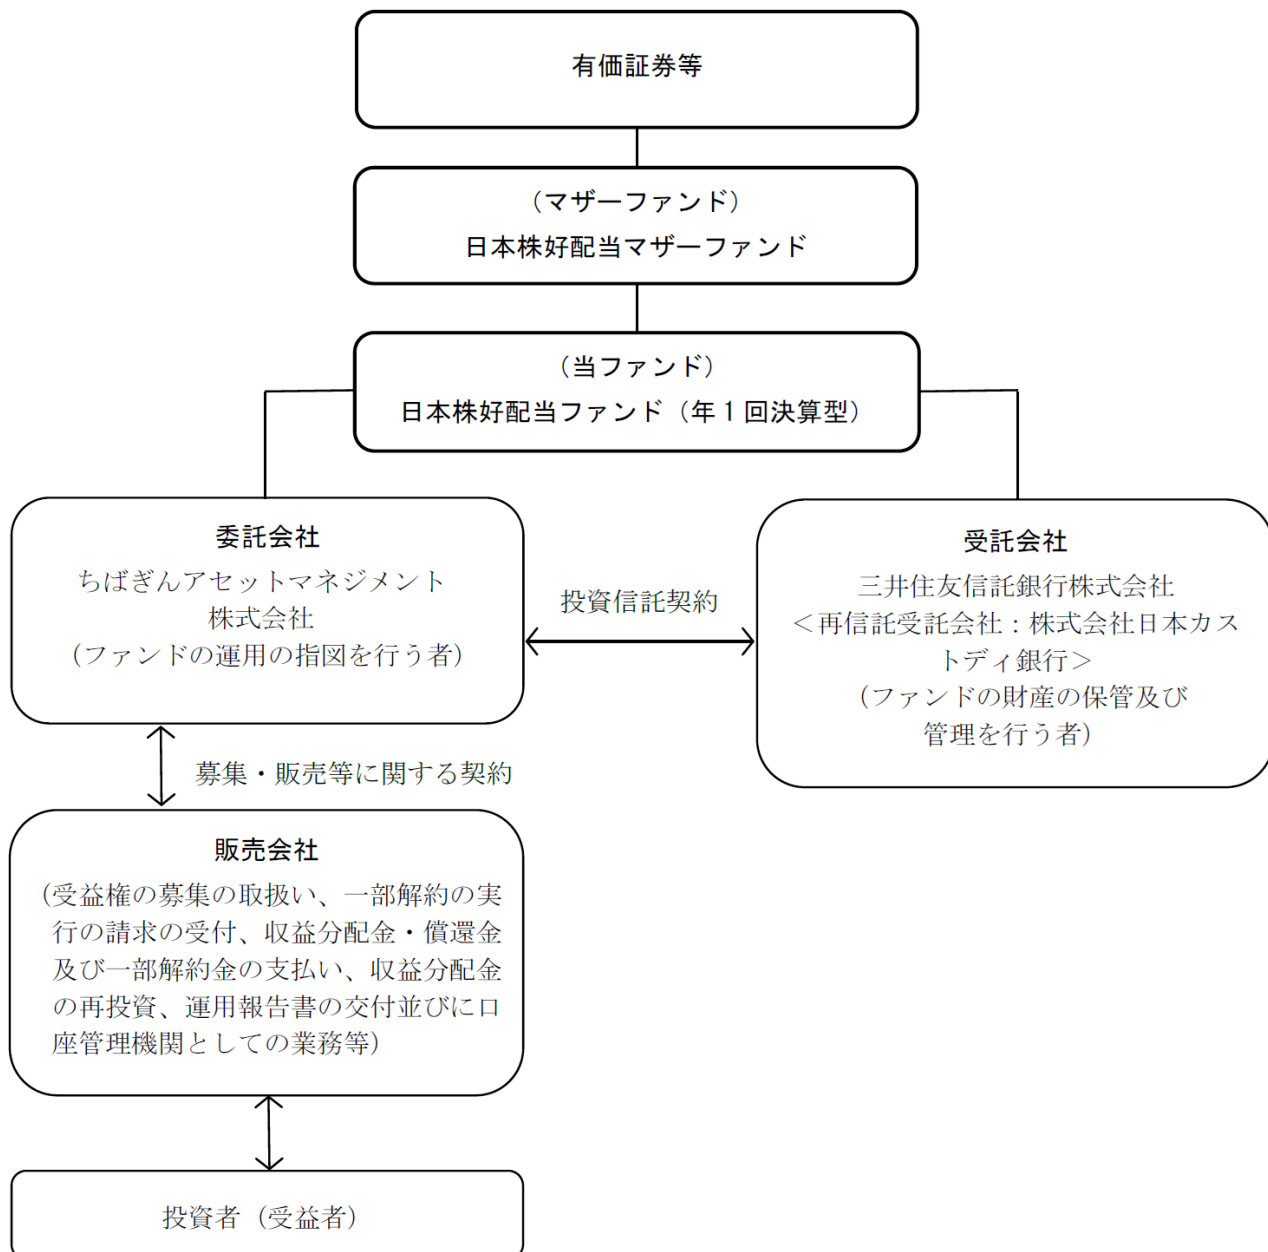 有価証券等
（マザーファンド）
日本株好配当マザーファンド
（当ファンド）
日本株好配当ファンド（年１回決算型）
委託会社
ちばぎんアセットマネジメント
株式会社
（ファンドの運用の指図を行う者）
投資信託契約
受託会社
三井住友信託銀行株式会社
＜再信託受託会社：株式会社日本カス
トディ銀行＞
（ファンドの財産の保管及び
管理を行う者）
募集・販売等に関する契約
販売会社
（受益権の募集の取扱い、一部解約の実
行の請求の受付、収益分配金・償還金
及び一部解約金の支払い、収益分配金
の再投資、運用報告書の交付並びに口
座管理機関としての業務等）
投資者（受益者）